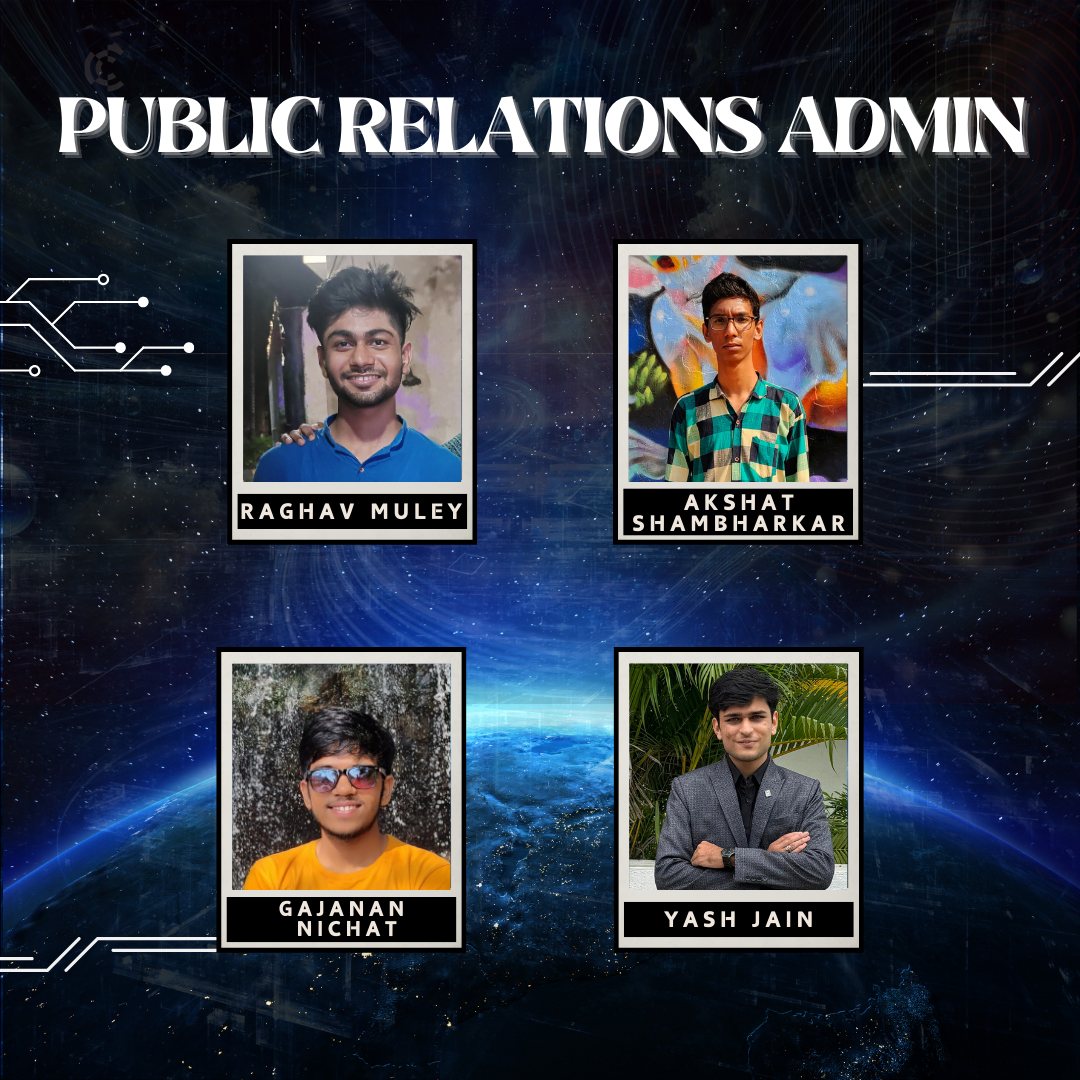 PUBLIC RELATIONS ADMIN
RAGHAV MULEY
AKSHAT
SHAMBHARKAR
GAJANAN
NICHAT
YASH JAIN